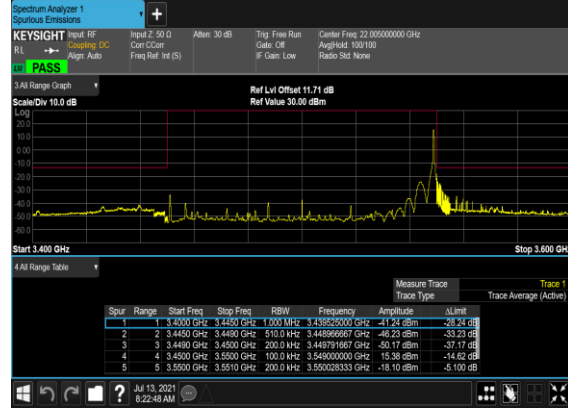 Spectrum Analyzer 1
Spurious Emissions
KEYSIGHT Input: RF Input Z: 50 Ω Atten: 30 dB Trig: Free Run Center Freq: 22.005000000 GHz
RL Coupling: DC Corr CCorr Gate: Off Avg|Hold: 100/100
Align: Auto Freq Ref: Int (S) IF Gain: Low Radio Std: None
PASS
3 All Range Graph
Ref Lvl Offset 11.71 dB
Scale/Div 10.0 dB Ref Value 30.00 dBm
Log
20.0
10.0
0.00
-10.0
-20.0
-30.0
-40.0
-50.0
-60.0
Start 3.400 GHz Stop 3.600 GH
4 All Range Table
Measure Trace Trace 1
Trace Type Trace Average (Active)
Spur Range Start Freq Stop Freq RBW Frequency Amplitude ΔLimit
1 1 3.4000 GHz 3.4450 GHz 1.000 MHz 3.439525000 GHz -41.24 dBm -28.24 dB
2 2 3.4450 GHz 3.4490 GHz 510.0 kHz 3.448966667 GHz -46.23 dBm -33.23 dB
3 3 3.4490 GHz 3.4500 GHz 200.0 kHz 3.449791667 GHz -50.17 dBm -37.17 dB
4 4 3.4500 GHz 3.5500 GHz 100.0 kHz 3.549000000 GHz 15.38 dBm -14.62 dB
5 5 3.5500 GHz 3.5510 GHz 200.0 kHz 3.550028333 GHz -18.10 dBm -5.100 dB
? Jul 13, 2021
8:22:48 AM